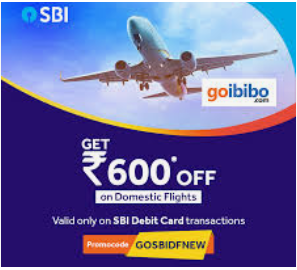 SBI
goibibo
.com
GET
₹600* OFF
on Domestic Flights
Valid only on SBI Debit Card transactions
Promocode GOSBIDFNEW